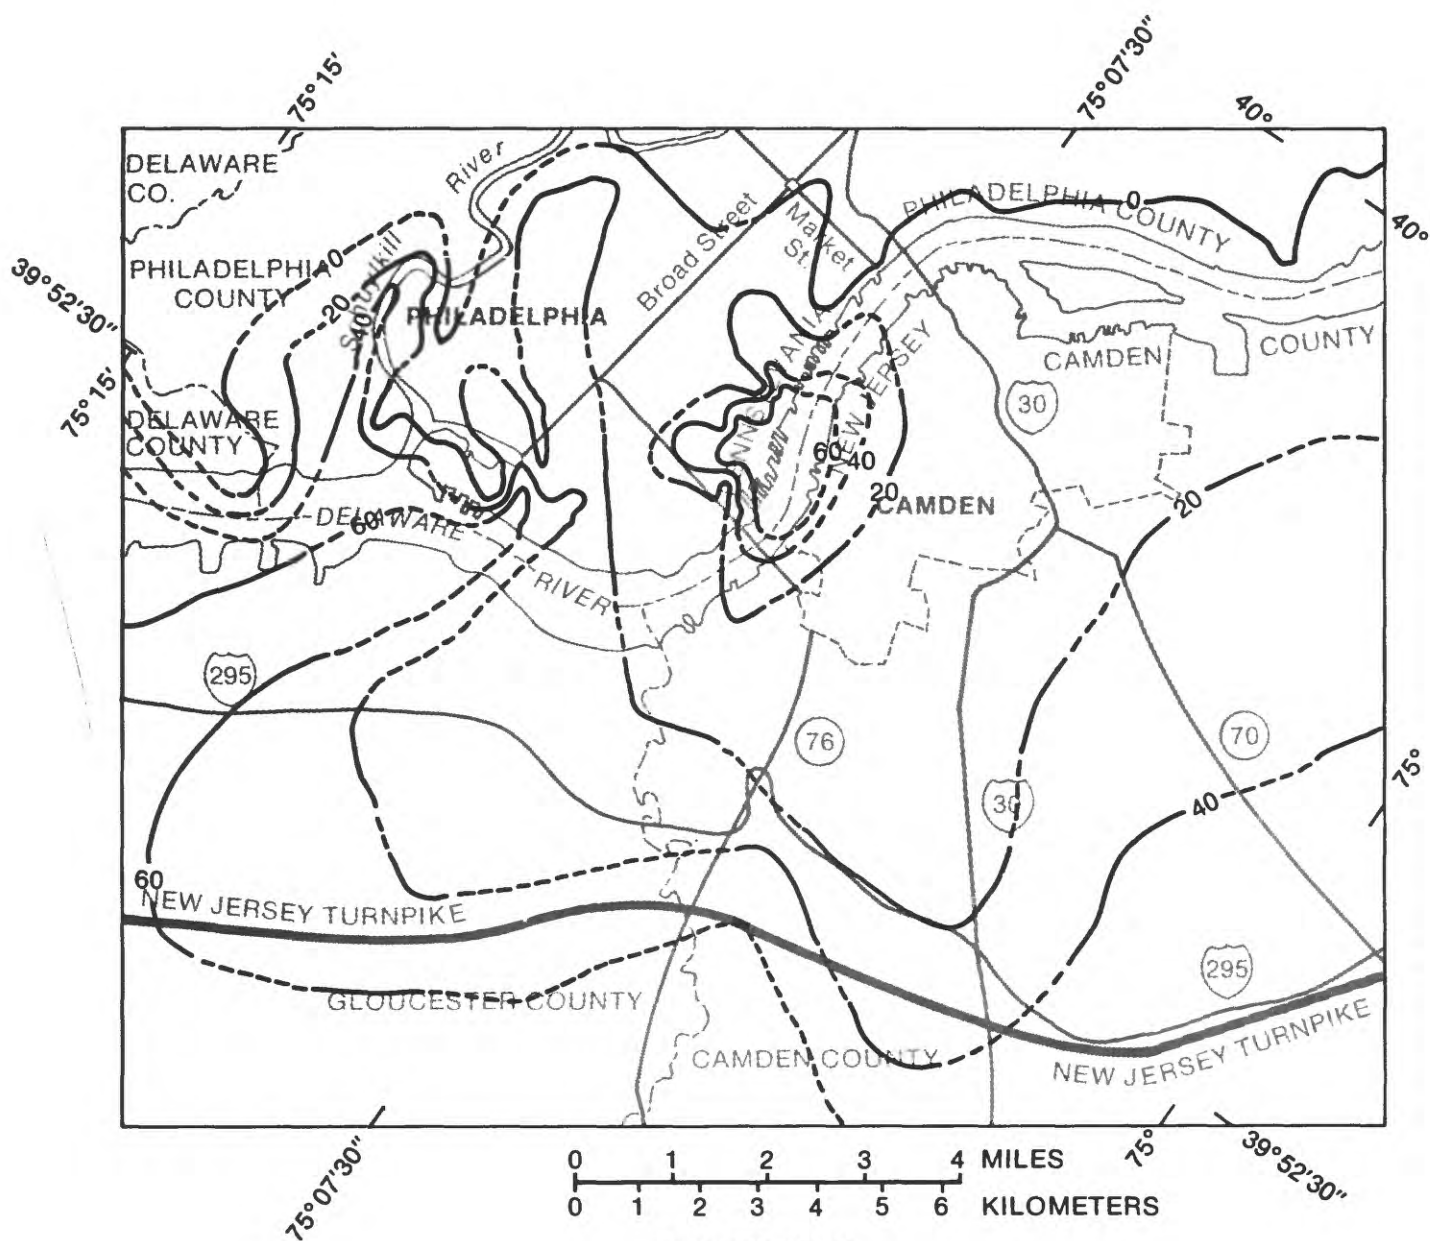 75°15'
75°07'30"
40°
DELAWARE
CO.
River
PHILADELPHIA COUNTY
0
40°
Broad Street
Market
St.
39°52'30"
PHILADELPHIA
COUNTY
0
20
40
Schuylkill
PHILADELPHIA
PENNSYLVANIA
NEW JERSEY
CAMDEN
COUNTY
75°15'
DELAWARE
COUNTY
30
60
40
20
CAMDEN
20
DELAWARE
60
RIVER
295
76
70
75°
30
40
60
NEW JERSEY TURNPIKE
295
GLOUCESTER COUNTY
CAMDEN COUNTY
NEW JERSEY TURNPIKE
75°07'30"
75°
39°52'30"
0 1 2 3 4 MILES
0 1 2 3 4 5 6 KILOMETERS